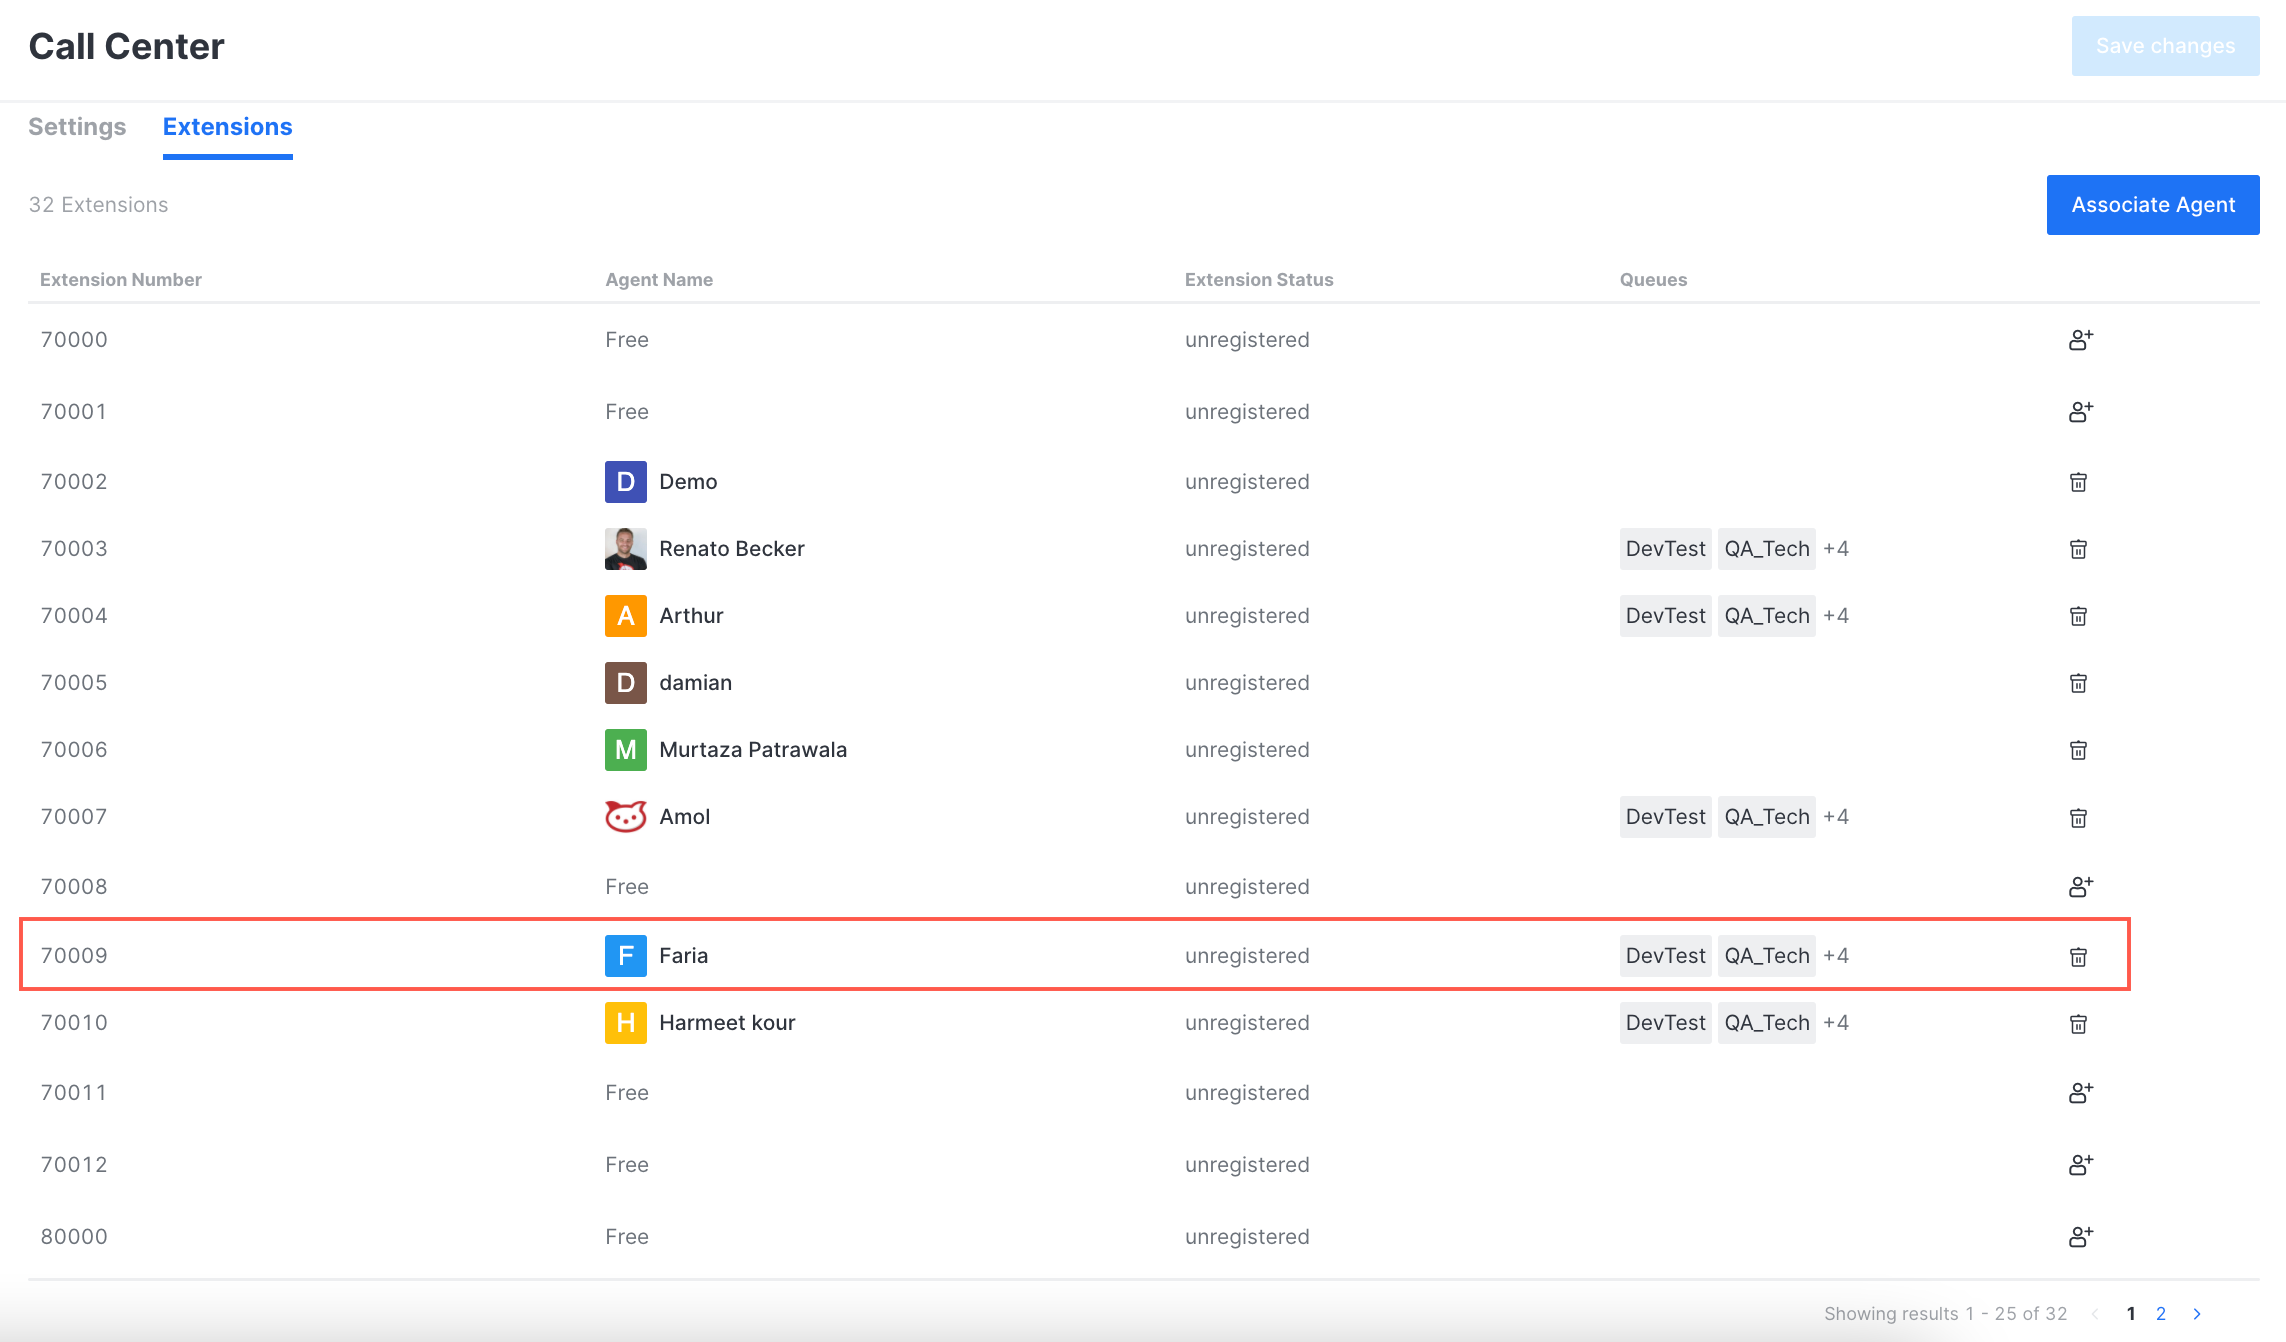 Call Center
Save changes
Settings Extensions
32 Extensions
Associate Agent
Extension Number Agent Name Extension Status Queues
70000 Free unregistered
70001 Free unregistered
70002 D Demo unregistered
70003 Renato Becker unregistered DevTest QA_Tech +4
70004 A Arthur unregistered DevTest QA_Tech +4
70005 D damian unregistered
70006 M Murtaza Patrawala unregistered
70007 Amol unregistered DevTest QA_Tech +4
70008 Free unregistered
70009 F Faria unregistered DevTest QA_Tech +4
70010 H Harmeet kour unregistered DevTest QA_Tech +4
70011 Free unregistered
70012 Free unregistered
80000 Free unregistered
Showing results 1 - 25 of 32 1 2